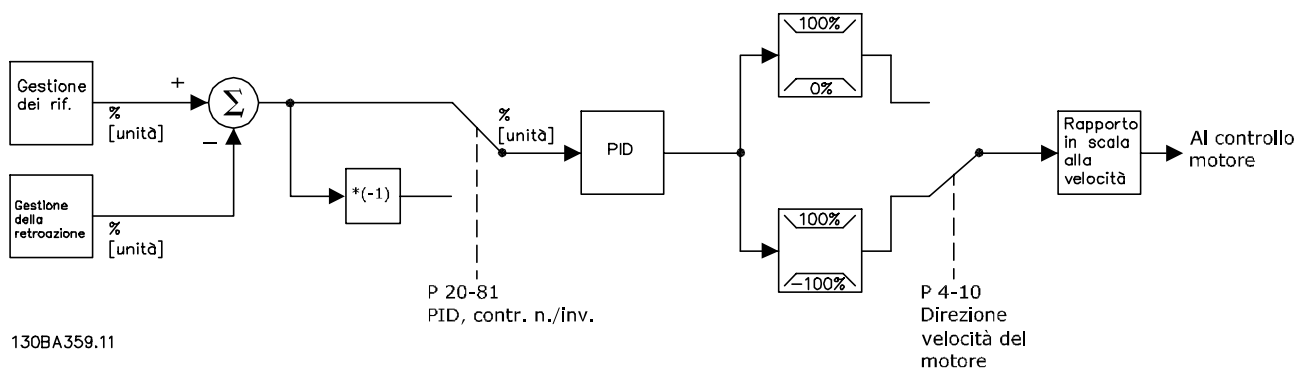 Gestione
dei rif.
+
%
[unità]
Σ
−
Gestione
della
retroazione
%
[unità]
*(-1)
P 20-81
PID, contr. n./inv.
%
[unità]
PID
100%
0%
100%
−100%
P 4-10
Direzione
velocità del
motore
Rapporto
in scala
alla
velocità
Al controllo
motore
130BA359.11